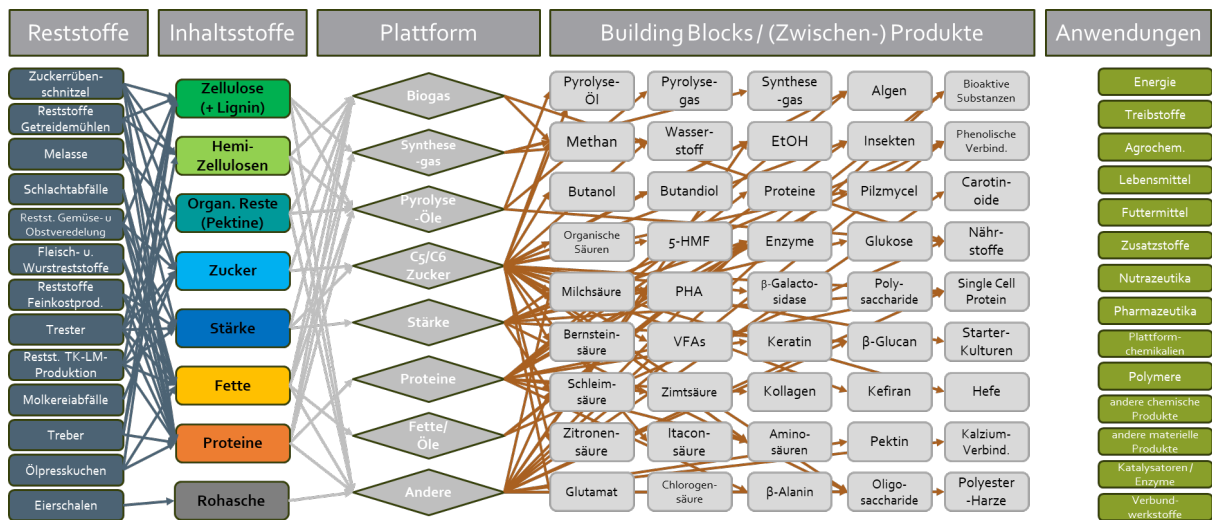 Reststoffe
Inhaltsstoffe
Plattform
Building Blocks / (Zwischen-) Produkte
Anwendungen
Zuckerrüben-
schnitzel
Reststoffe
Getreidemühlen
Melasse
Schlachtabfälle
Restst. Gemüse- u
Obstveredelung
Fleisch- u.
Wurstreststoffe
Reststoffe
Feinkostprod.
Trester
Restst. TK-LM-
Produktion
Molkereiabfälle
Treber
Ölpresskuchen
Eierschalen
Zellulose
(+ Lignin)
Hemi-
Zellulosen
Organ. Reste
(Pektine)
Zucker
Stärke
Fette
Proteine
Rohasche
Biogas
Synthese
-gas
Pyrolyse
-Öle
C5/C6
Zucker
Stärke
Proteine
Fette/
Öle
Andere
Pyrolyse-
Öl
Pyrolyse-
gas
Synthese
-gas
Algen
Bioaktive
Substanzen
Methan
Wasser-
stoff
EtOH
Insekten
Phenolische
Verbind.
Butanol
Butandiol
Proteine
Pilzmycel
Carotin-
oide
Organische
Säuren
5-HMF
Enzyme
Glukose
Nähr-
stoffe
Milchsäure
PHA
β-Galacto-
sidase
Poly-
saccharide
Single Cell
Protein
Bernstein-
säure
VFAs
Keratin
β-Glucan
Starter-
Kulturen
Schleim-
säure
Zimtsäure
Kollagen
Kefiran
Hefe
Zitronen-
säure
Itacon-
säure
Amino-
säuren
Pektin
Kalzium-
Verbind.
Glutamat
Chlorogen-
säure
β-Alanin
Oligo-
saccharide
Polyester
-Harze
Energie
Treibstoffe
Agrochem.
Lebensmittel
Futtermittel
Zusatzstoffe
Nutrazeutika
Pharmazeutika
Plattform-
chemikalien
Polymere
andere chemische
Produkte
andere materielle
Produkte
Katalysatoren /
Enzyme
Verbund-
werkstoffe